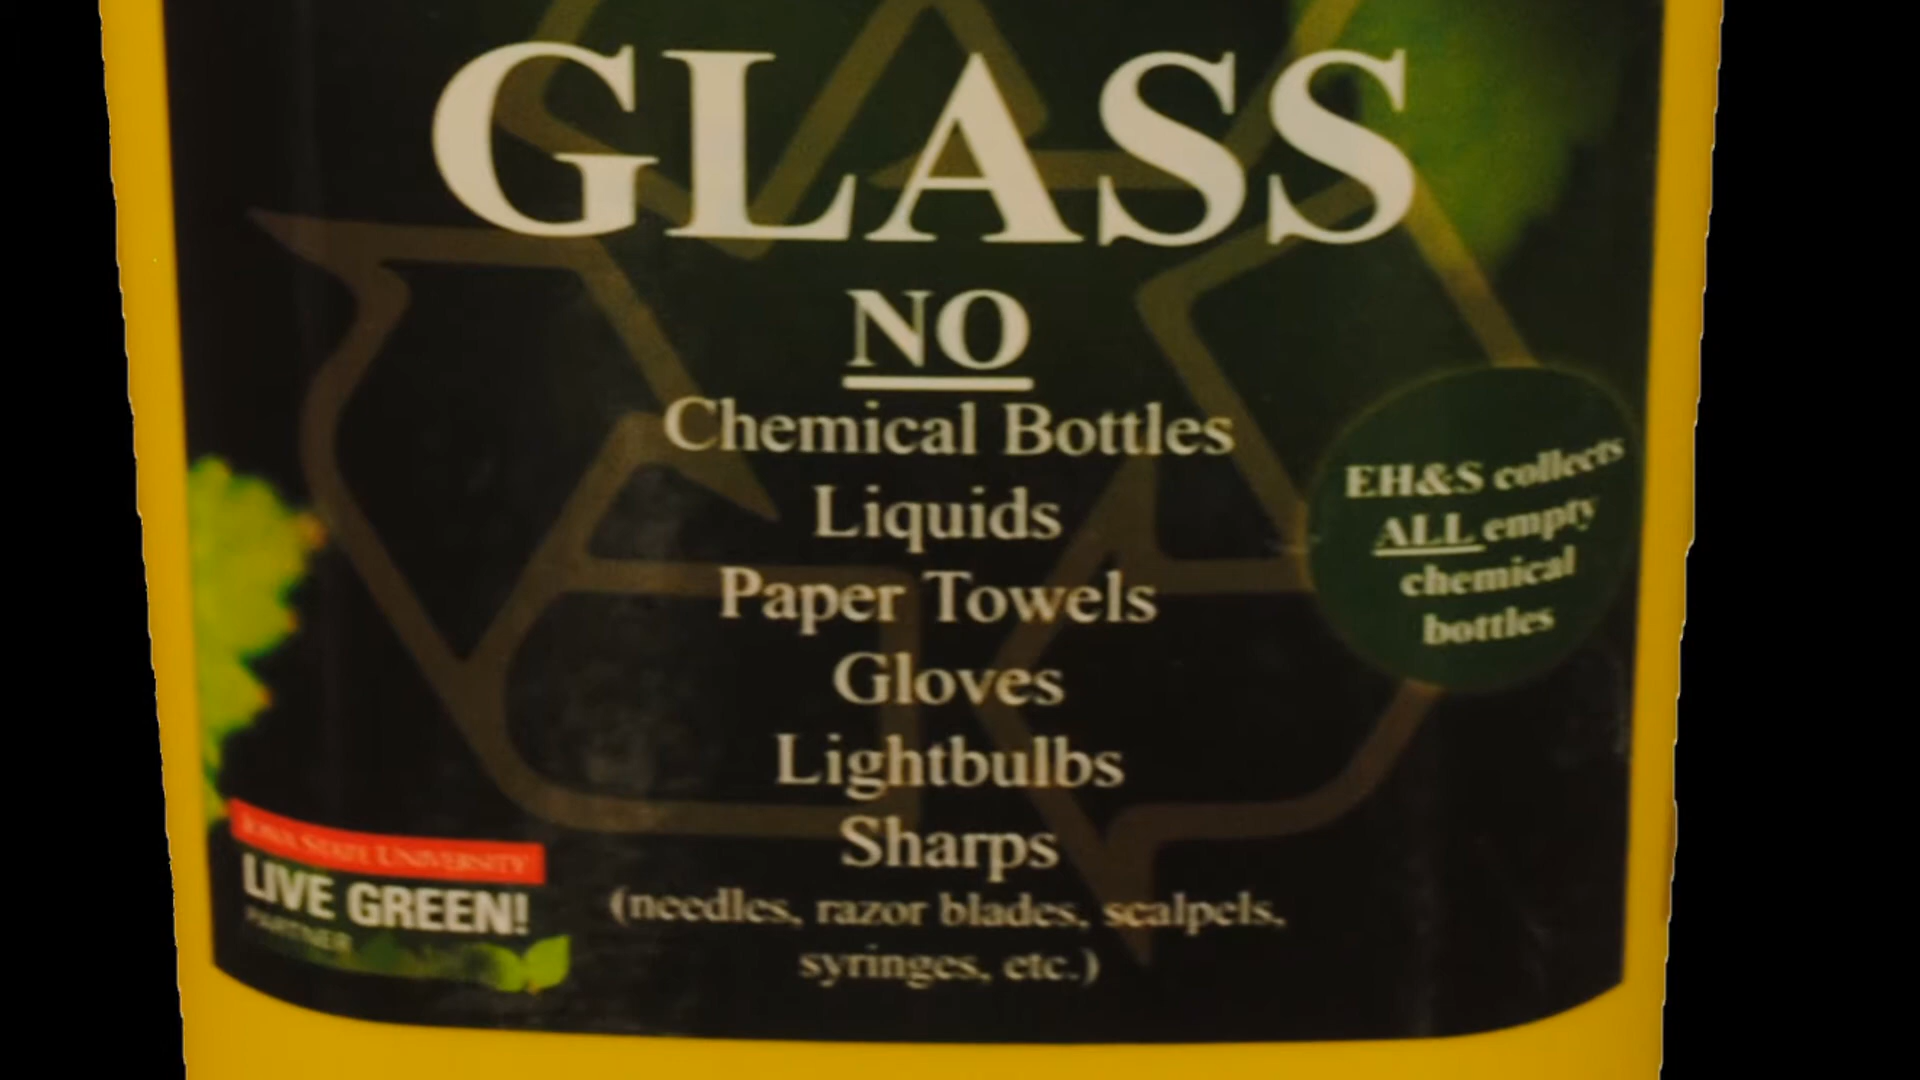 GLASS
NO
Chemical Bottles
Liquids
Paper Towels
Gloves
Lightbulbs
Sharps
(needles, razor blades, scalpels,
syringes, etc.)
EH&S collects
ALL empty
chemical
bottles
IOWA STATE UNIVERSITY
LIVE GREEN!
PARTNER